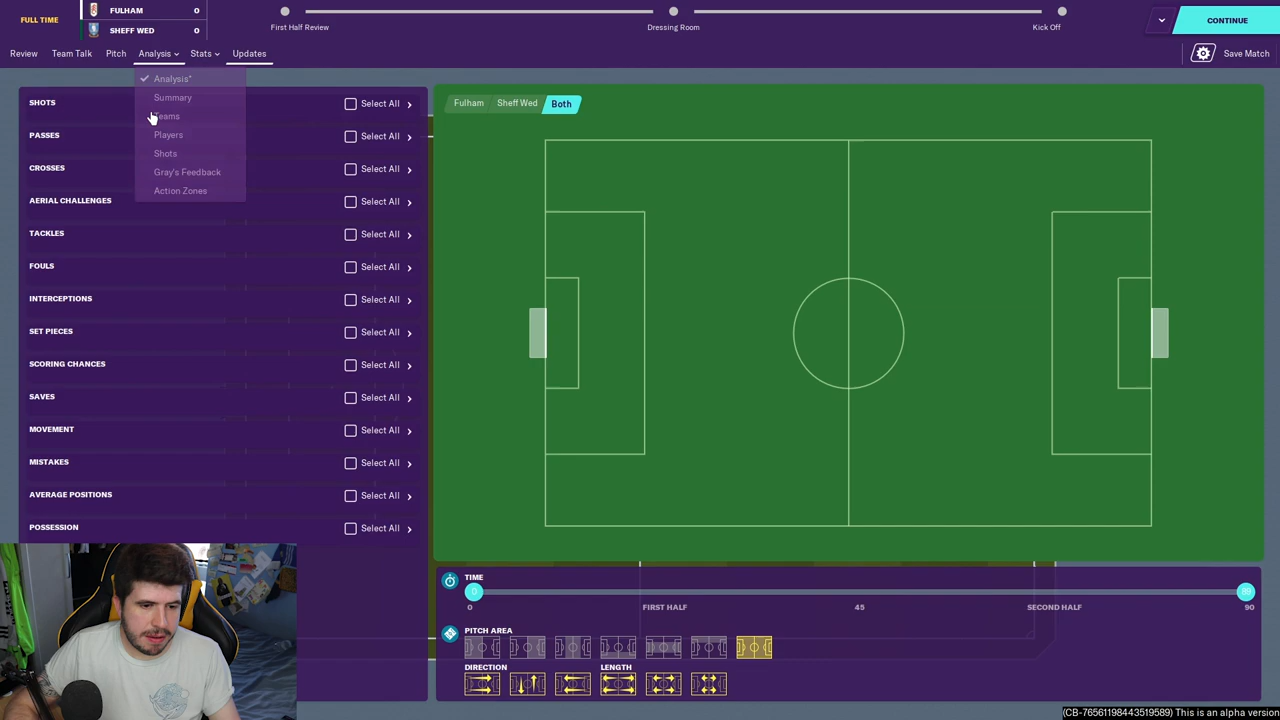 FULL TIME
FULHAM 0
SHEFF WED 0
First Half Review
Dressing Room
Kick Off
CONTINUE
Review
Team Talk
Pitch
Analysis
Stats
Updates
Save Match
Analysis*
Summary
Teams
Players
Shots
Gray's Feedback
Action Zones
SHOTS Select All
PASSES Select All
CROSSES Select All
AERIAL CHALLENGES Select All
TACKLES Select All
FOULS Select All
INTERCEPTIONS Select All
SET PIECES Select All
SCORING CHANCES Select All
SAVES Select All
MOVEMENT Select All
MISTAKES Select All
AVERAGE POSITIONS Select All
POSSESSION Select All
Fulham Sheff Wed Both
TIME
0 89
0 FIRST HALF 45 SECOND HALF 90
PITCH AREA
DIRECTION LENGTH
(CB-76561198443519589) This is an alpha version